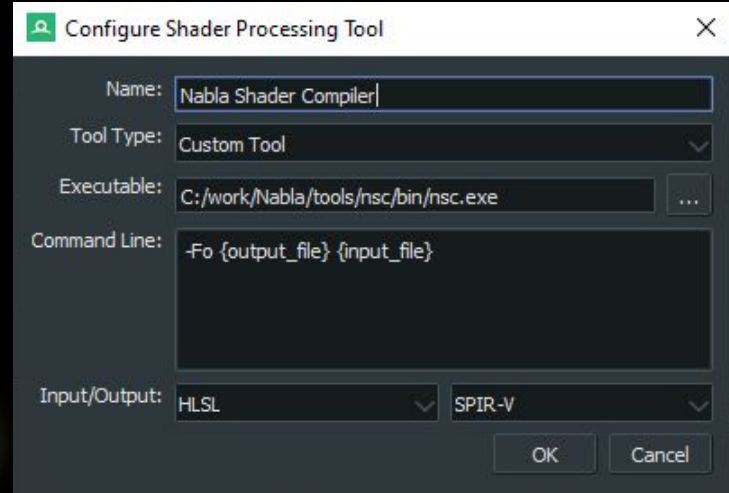 Configure Shader Processing Tool
Name: Nabla Shader Compiler
Tool Type: Custom Tool
Executable: C:/work/Nabla/tools/nsc/bin/nsc.exe ...
Command Line: -Fo {output_file} {input_file}
Input/Output: HLSL SPIR-V
OK Cancel